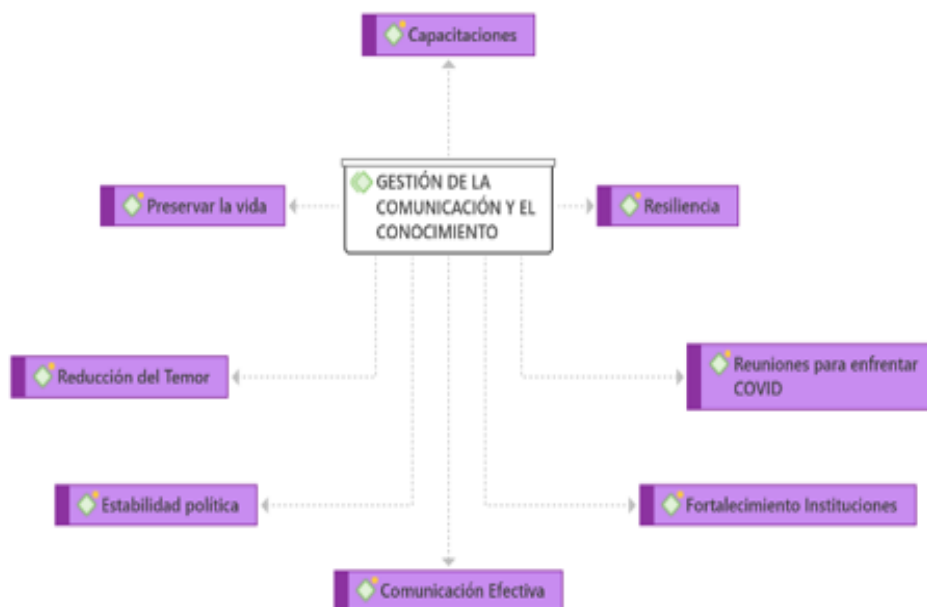 Capacitaciones
GESTIÓN DE LA
COMUNICACIÓN Y EL
CONOCIMIENTO
Preservar la vida
Resiliencia
Reducción del Temor
Reuniones para enfrentar
COVID
Estabilidad política
Fortalecimiento Instituciones
Comunicación Efectiva